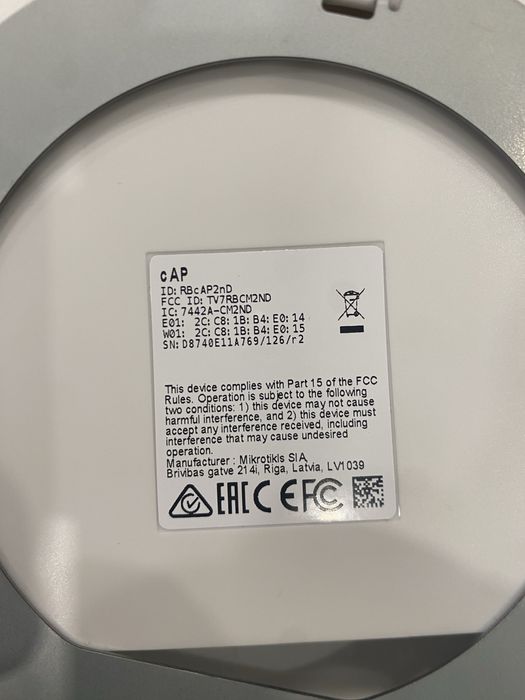 cAP
ID: RBcAP2nD
FCC ID: TV7RBCM2ND
IC: 7442A-CM2ND
E01: 2C:C8:1B:B4:E0:14
W01: 2C:C8:1B:B4:E0:15
SN: D8740E11A769/126/r2
This device complies with Part 15 of the FCC
Rules. Operation is subject to the following
two conditions: 1) this device may not cause
harmful interference, and 2) this device must
accept any interference received, including
interference that may cause undesired
operation.
Manufacturer : Mikrotikls SIA
Brivibas gatve 214i, Riga, Latvia, LV1039
EAC CE FC